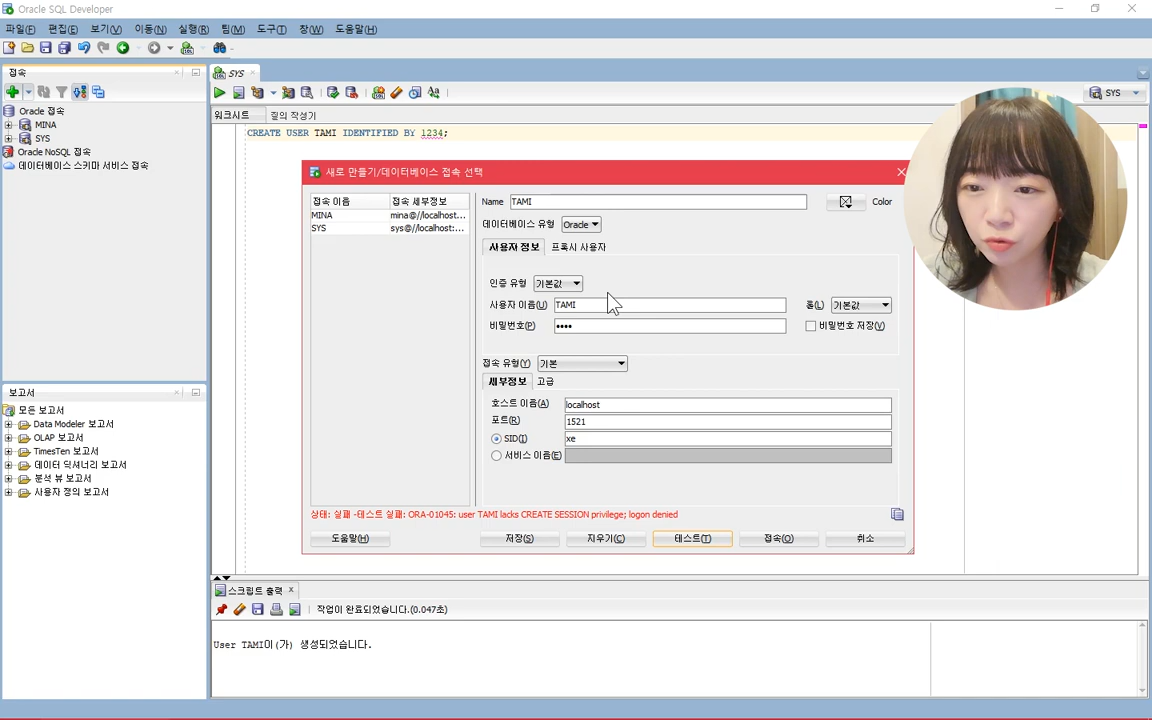 Oracle SQL Developer
파일(F) 편집(E) 보기(V) 이동(N) 실행(R) 팀(M) 도구(T) 창(W) 도움말(H)
접속
SYS
Oracle 접속
MINA
SYS
Oracle NoSQL 접속
데이터베이스 스키마 서비스 접속
SYS
워크시트 질의 작성기
CREATE USER TAMI IDENTIFIED BY 1234;
새로 만들기/데이터베이스 접속 선택
접속 이름 접속 세부정보
MINA mina@//localhost...
SYS sys@//localhost:...
Name TAMI
Color
데이터베이스 유형 Oracle
사용자 정보 프록시 사용자
인증 유형 기본값
사용자 이름(U) TAMI
롤(L) 기본값
비밀번호(P) ••••
비밀번호 저장(V)
접속 유형(Y) 기본
세부정보 고급
호스트 이름(A) localhost
포트(R) 1521
SID(I) xe
서비스 이름(E)
상태: 실패 -테스트 실패: ORA-01045: user TAMI lacks CREATE SESSION privilege; logon denied
도움말(H) 저장(S) 지우기(C) 테스트(T) 접속(O) 취소
보고서
모든 보고서
Data Modeler 보고서
OLAP 보고서
TimesTen 보고서
데이터 딕셔너리 보고서
분석 뷰 보고서
사용자 정의 보고서
스크립트 출력
작업이 완료되었습니다.(0.047초)
User TAMI이(가) 생성되었습니다.